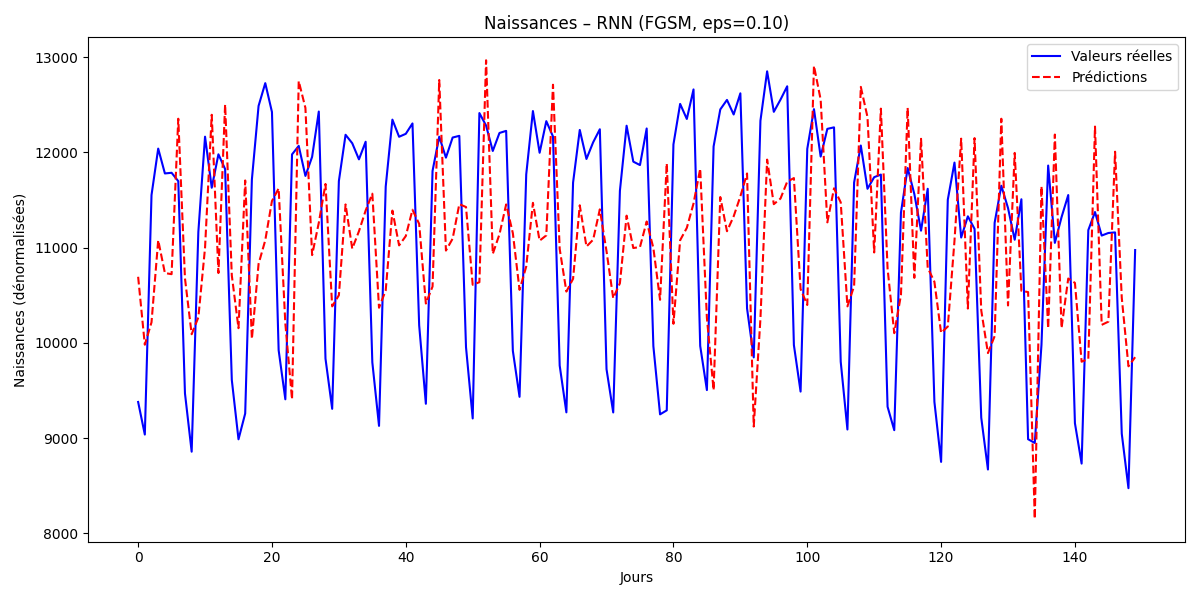 Naissances – RNN (FGSM, eps=0.10)
Valeurs réelles
Prédictions
Naissances (dénormalisées)
13000
12000
11000
10000
9000
8000
0 20 40 60 80 100 120 140
Jours